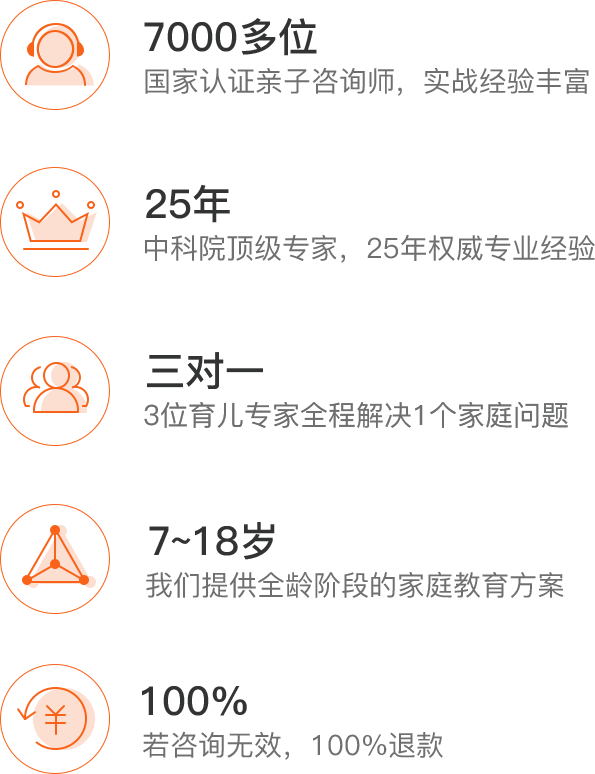 7000多位
国家认证亲子咨询师，实战经验丰富
25年
中科院顶级专家，25年权威专业经验
三对一
3位育儿专家全程解决1个家庭问题
7~18岁
我们提供全龄阶段的家庭教育方案
¥
100%
若咨询无效，100%退款